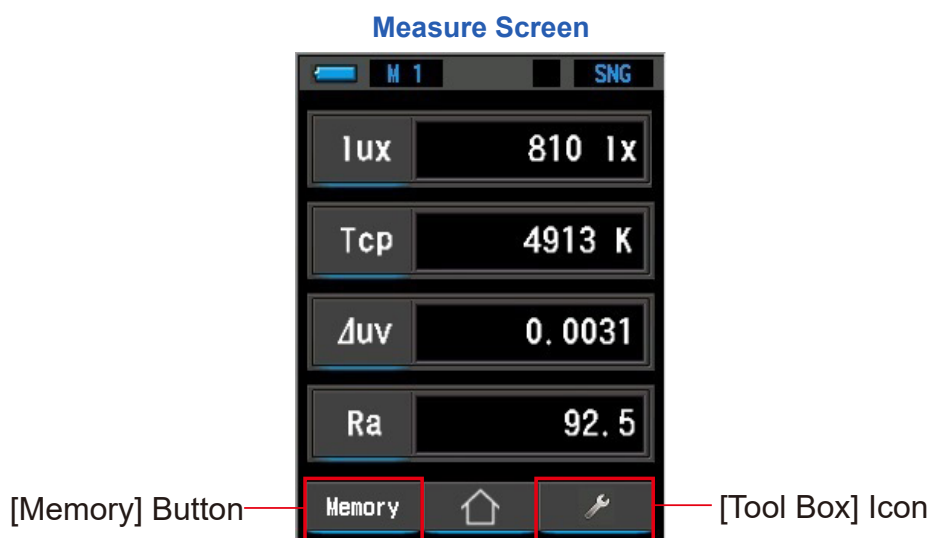 Measure Screen
M 1 SNG
lux 810 lx
Tcp 4913 K
⊿uv 0.0031
Ra 92.5
[Memory] Button Memory [Tool Box] Icon